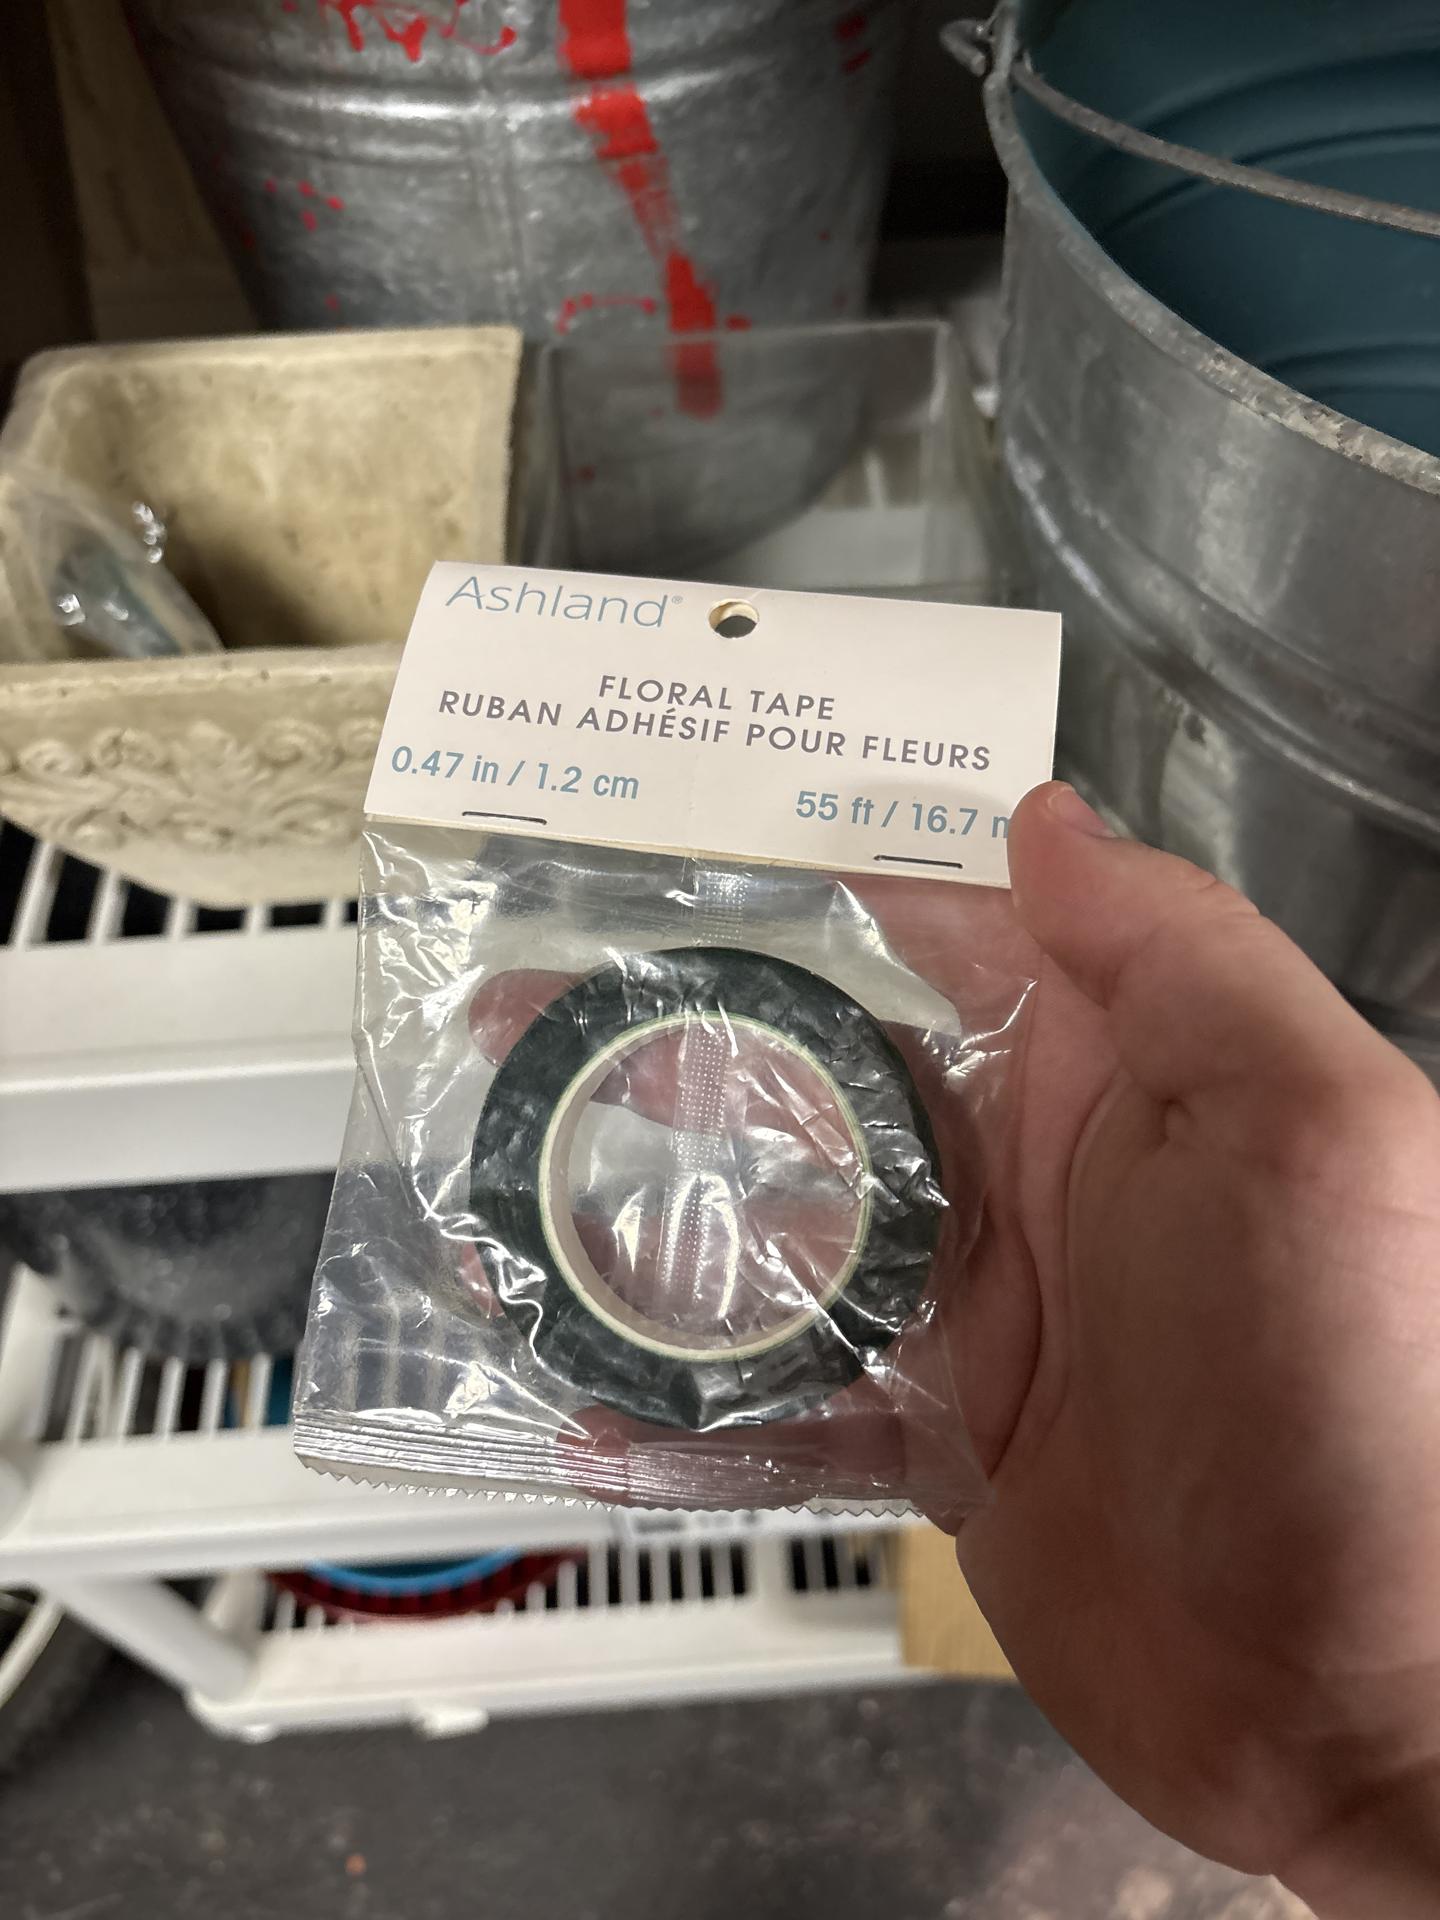 Ashland®
FLORAL TAPE
RUBAN ADHÉSIF POUR FLEURS
0.47 in / 1.2 cm
55 ft / 16.7 m